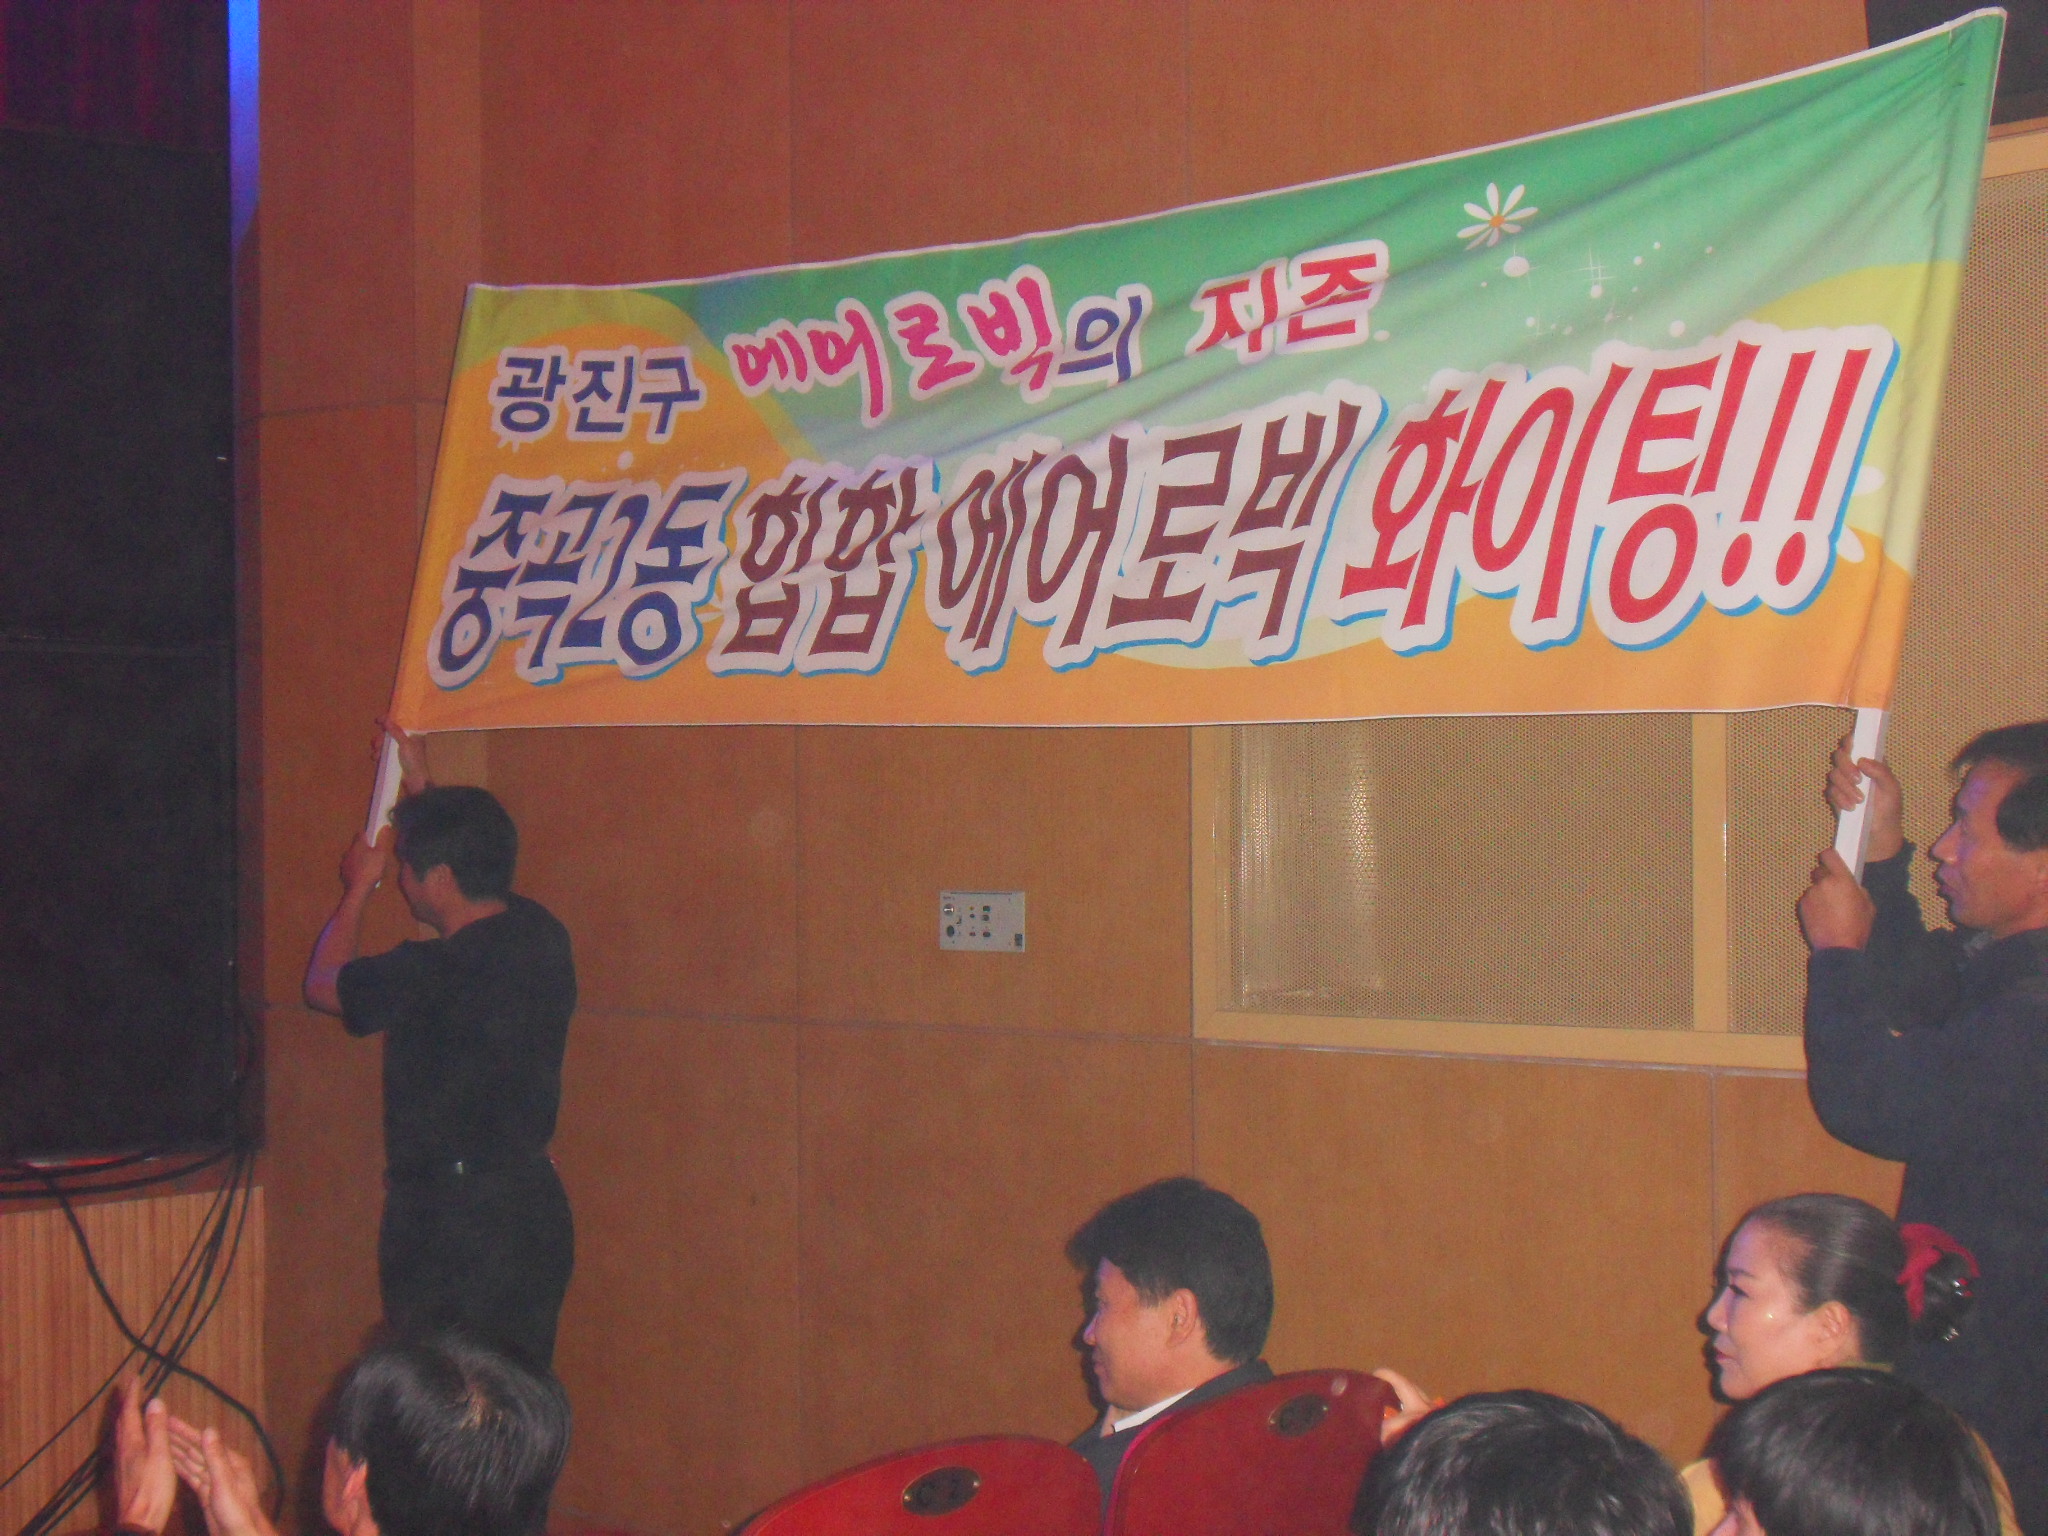 광진구 에어로빅의 지존
중곡2동 힙합 에어로빅 화이팅!!
C 2